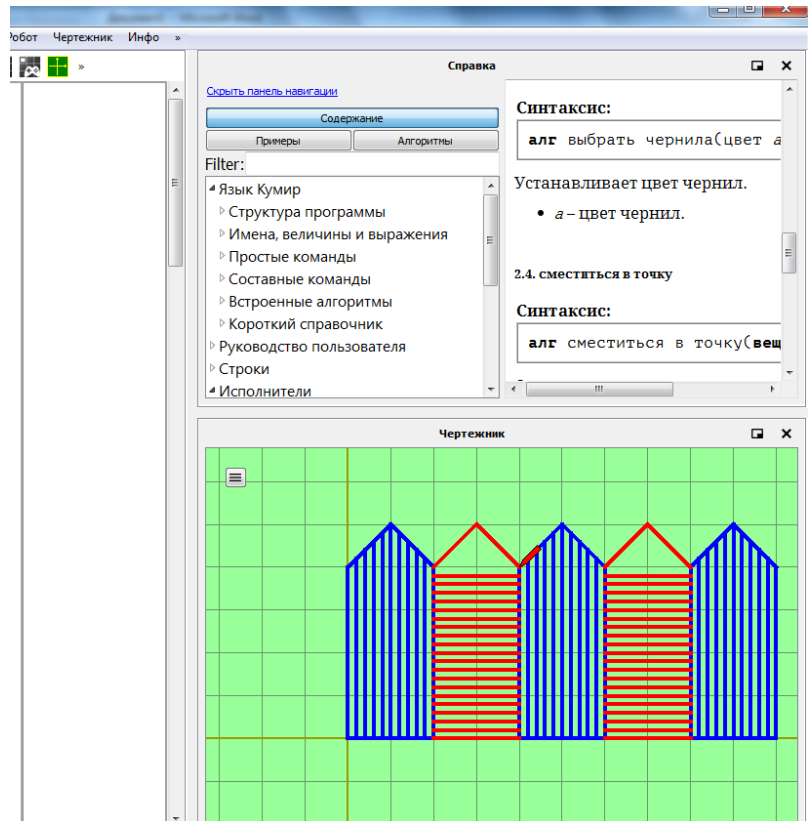 Робот Чертежник Инфо »
»
Справка
Скрыть панель навигации
Содержание
Примеры Алгоритмы
Filter:
Язык Кумир
Структура программы
Имена, величины и выражения
Простые команды
Составные команды
Встроенные алгоритмы
Короткий справочник
Руководство пользователя
Строки
Исполнители
Синтаксис:
алг выбрать чернила(цвет a
Устанавливает цвет чернил.
• a – цвет чернил.
2.4. сместиться в точку
Синтаксис:
алг сместиться в точку(вещ
Чертежник